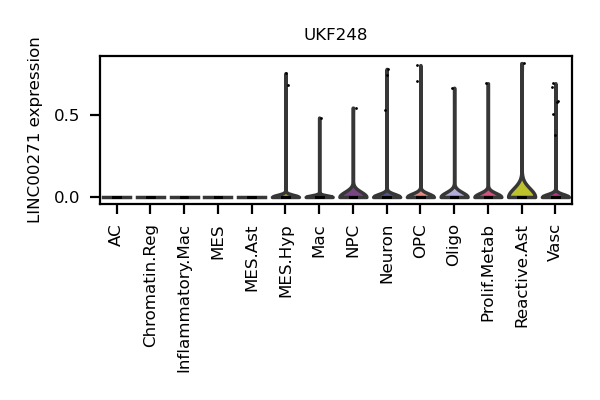 UKF248
LINC00271 expression
0.5
0.0
AC
Chromatin.Reg
Inflammatory.Mac
MES
MES.Ast
MES.Hyp
Mac
NPC
Neuron
OPC
Oligo
Prolif.Metab
Reactive.Ast
Vasc